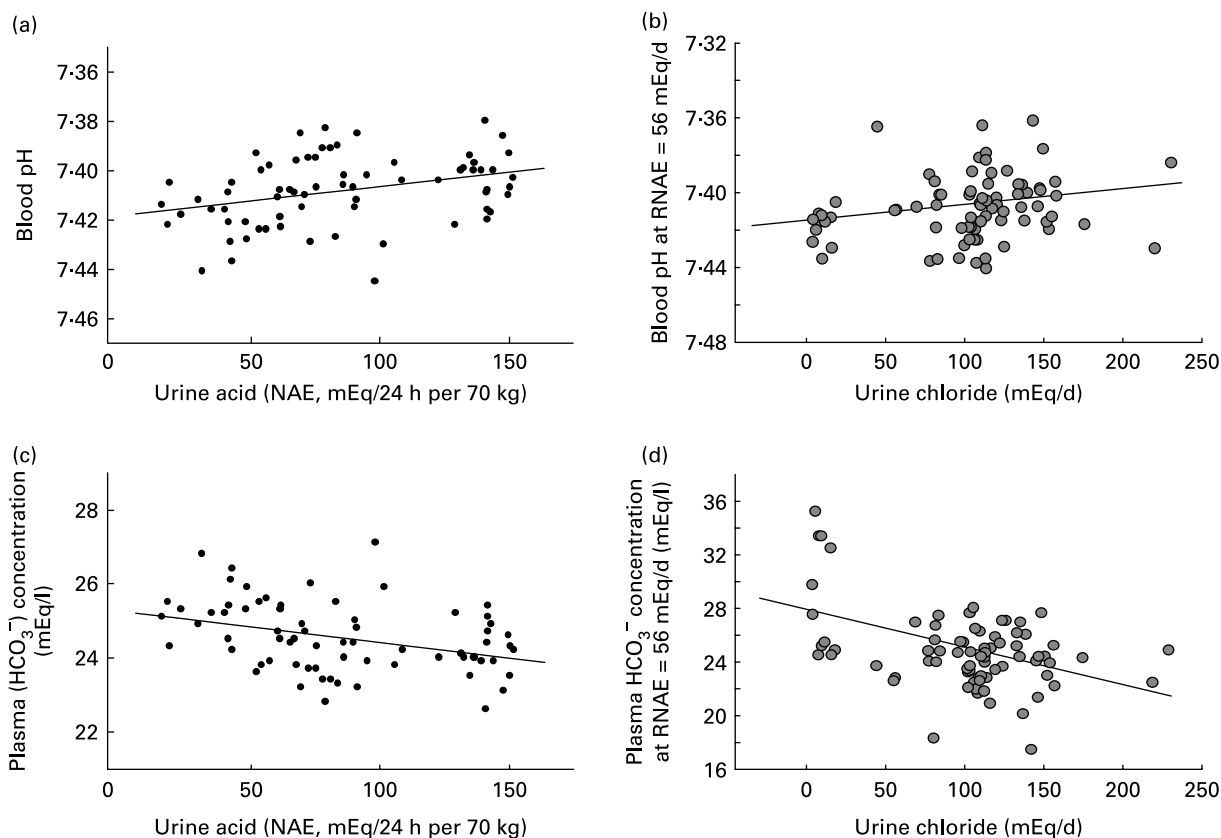 (a)
Blood pH
7·36
7·38
7·40
7·42
7·44
7·46
0
50
100
150
Urine acid (NAE, mEq/24 h per 70 kg)
(b)
Blood pH at RNAE = 56 mEq/d
7·32
7·36
7·40
7·44
7·48
0
50
100
150
200
250
Urine chloride (mEq/d)
(c)
Plasma (HCO₃⁻) concentration
(mEq/l)
28
26
24
22
0
50
100
150
Urine acid (NAE, mEq/24 h per 70 kg)
(d)
Plasma HCO₃⁻ concentration
at RNAE = 56 mEq/d (mEq/l)
36
32
28
24
20
16
0
50
100
150
200
250
Urine chloride (mEq/d)